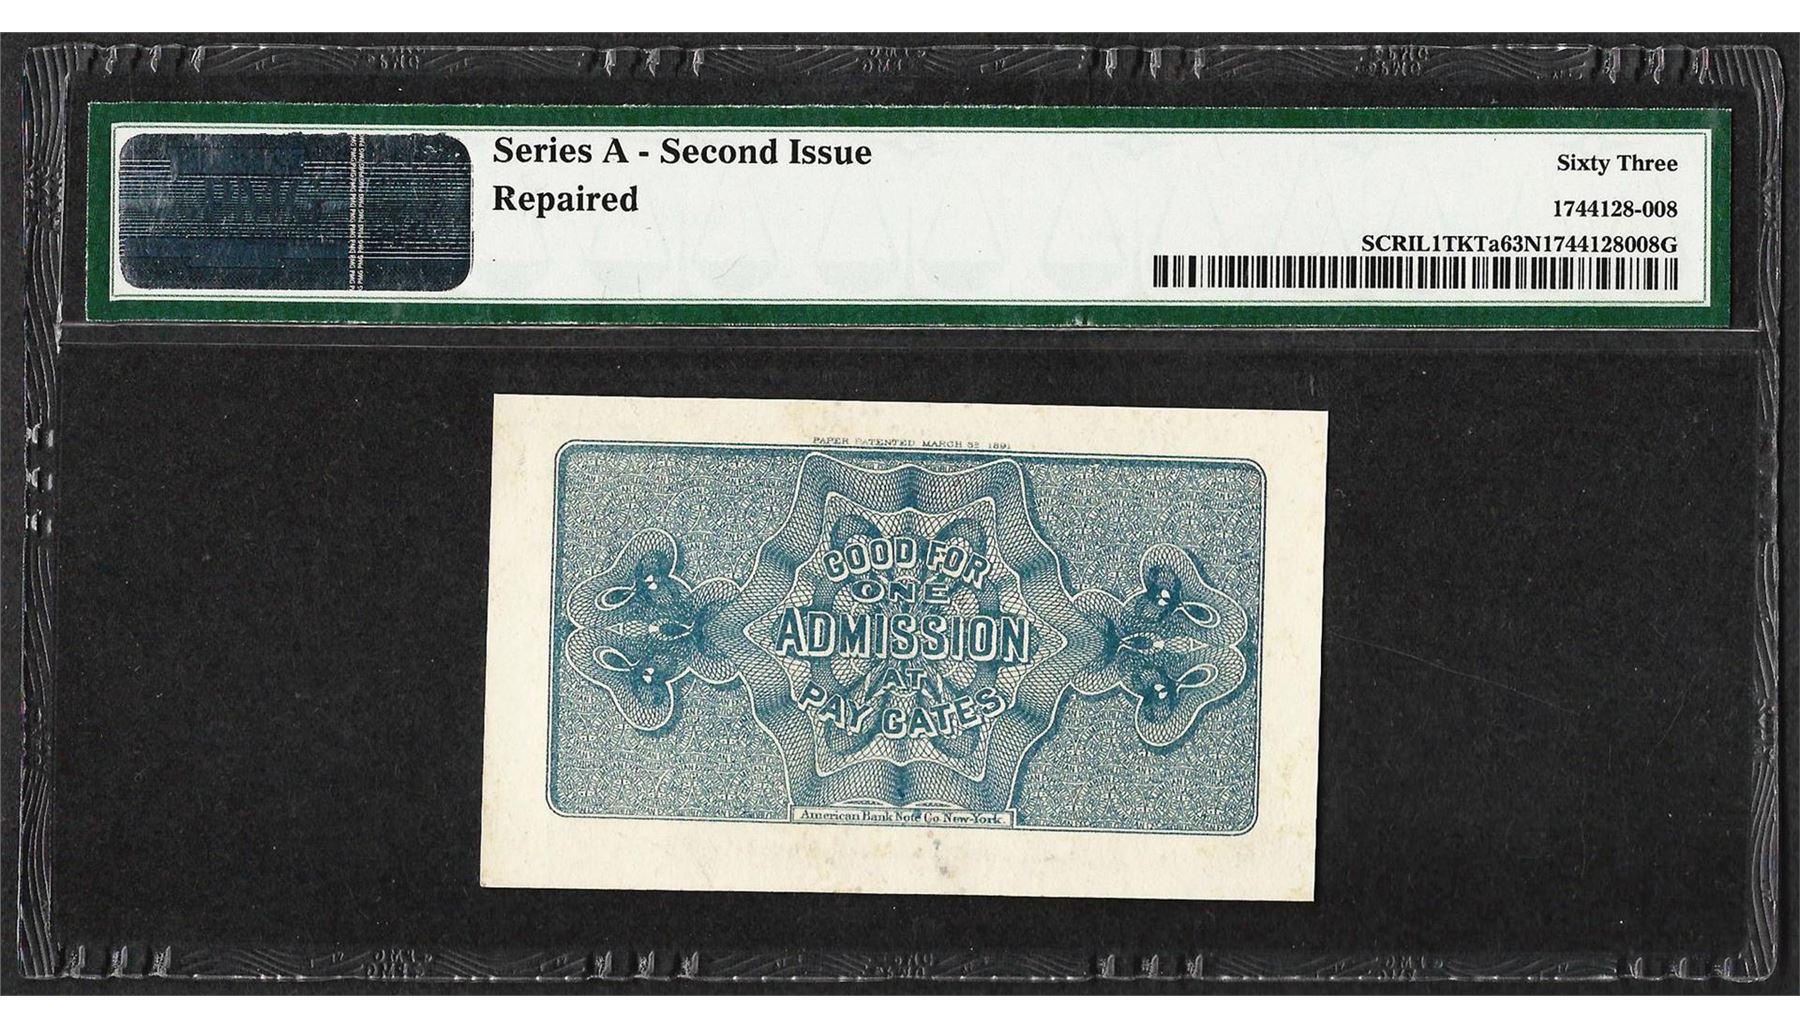 Series A - Second Issue
Repaired
Sixty Three
1744128-008
SCRIL1TKTa63N1744128008G
PAPER PATENTED MARCH 3D 1891
GOOD FOR
ONE
ADMISSION
AT
PAY GATES
American Bank Note Co New-York.